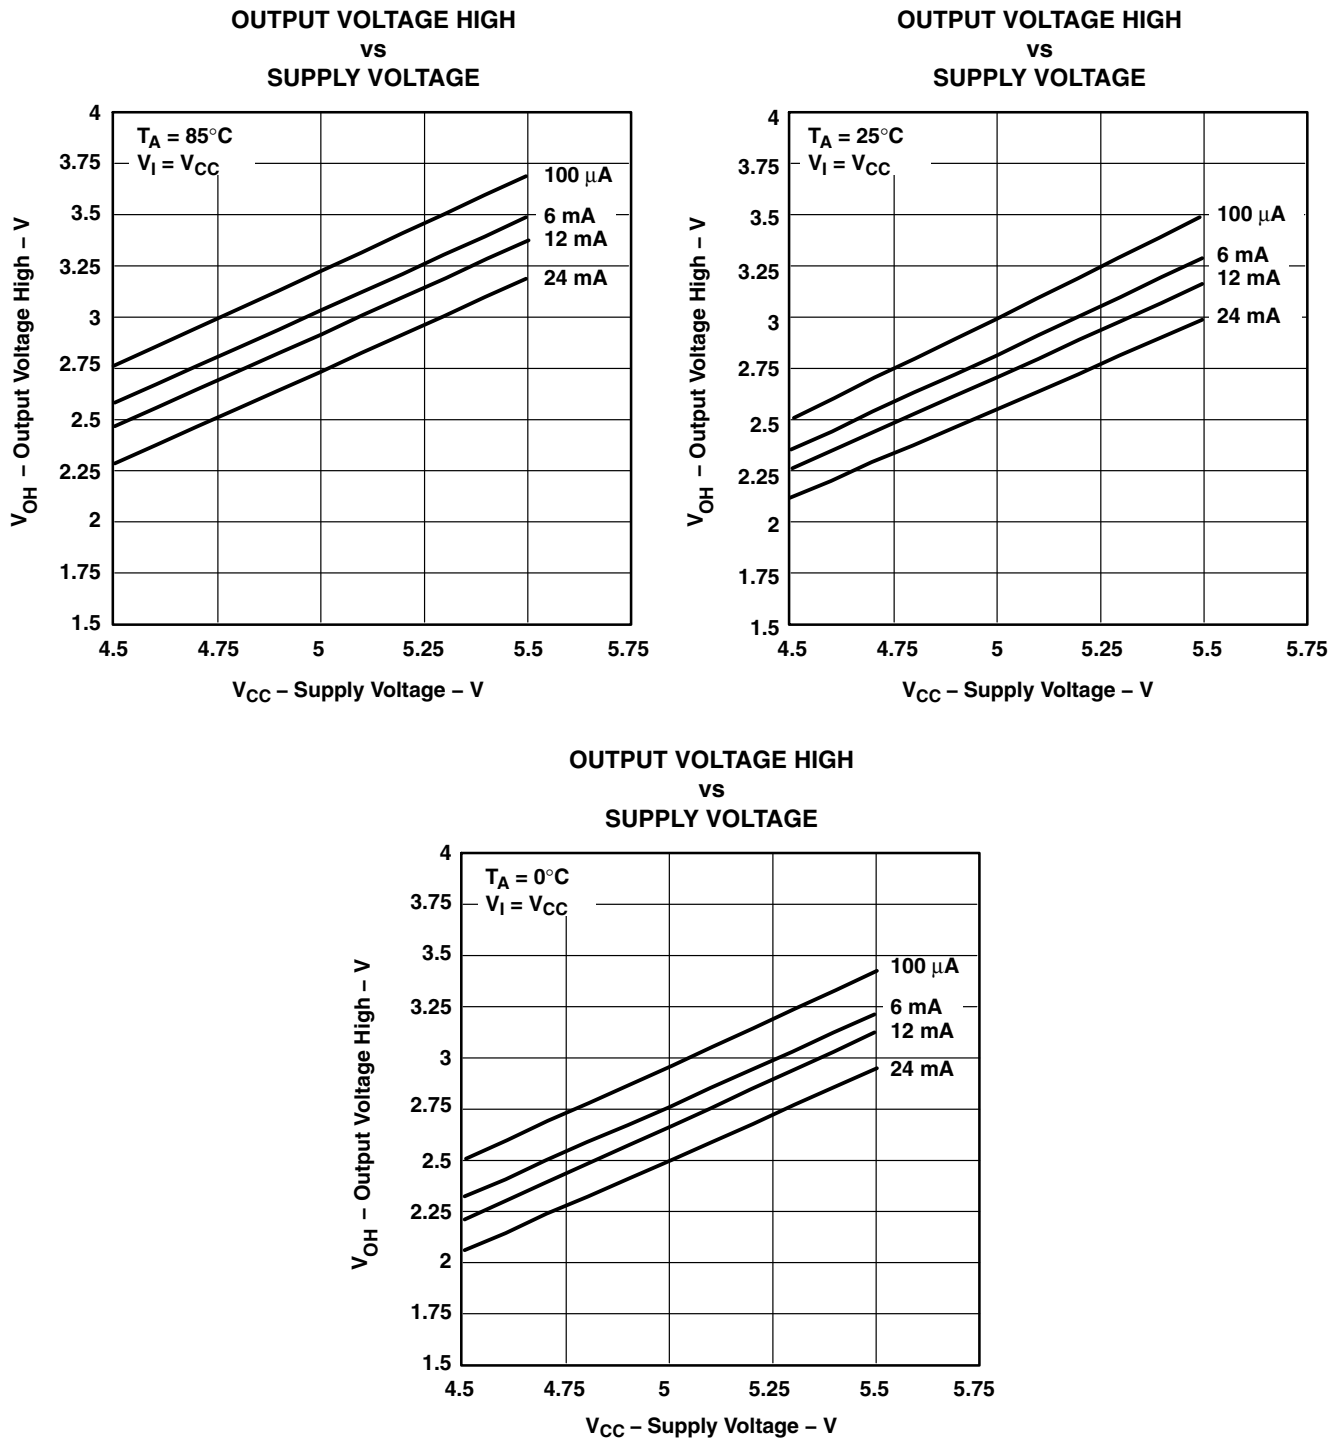 OUTPUT VOLTAGE HIGH
vs
SUPPLY VOLTAGE
4
3.75
3.5
3.25
3
2.75
2.5
2.25
2
1.75
1.5
VOH – Output Voltage High – V
TA = 85°C
VI = VCC
100 μA
6 mA
12 mA
24 mA
4.5
4.75
5
5.25
5.5
5.75
VCC – Supply Voltage – V
OUTPUT VOLTAGE HIGH
vs
SUPPLY VOLTAGE
4
3.75
3.5
3.25
3
2.75
2.5
2.25
2
1.75
1.5
VOH – Output Voltage High – V
TA = 25°C
VI = VCC
100 μA
6 mA
12 mA
24 mA
4.5
4.75
5
5.25
5.5
5.75
VCC – Supply Voltage – V
OUTPUT VOLTAGE HIGH
vs
SUPPLY VOLTAGE
4
3.75
3.5
3.25
3
2.75
2.5
2.25
2
1.75
1.5
VOH – Output Voltage High – V
TA = 0°C
VI = VCC
100 μA
6 mA
12 mA
24 mA
4.5
4.75
5
5.25
5.5
5.75
VCC – Supply Voltage – V